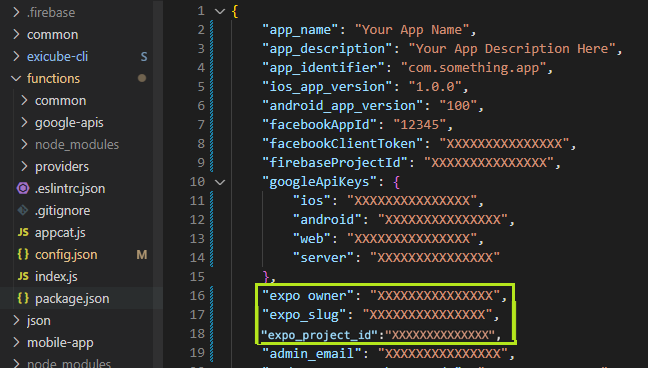 .firebase
common
exicube-cli S
functions
common
google-apis
node_modules
providers
.eslintrc.json
.gitignore
appcat.js
config.json M
index.js
package.json
json
mobile-app
node_modules
1 {
2 "app_name": "Your App Name",
3 "app_description": "Your App Description Here",
4 "app_identifier": "com.something.app",
5 "ios_app_version": "1.0.0",
6 "android_app_version": "100",
7 "facebookAppId": "12345",
8 "facebookClientToken": "XXXXXXXXXXXXXXX",
9 "firebaseProjectId": "XXXXXXXXXXXXXXX",
10 "googleApiKeys": {
11 "ios": "XXXXXXXXXXXXXXX",
12 "android": "XXXXXXXXXXXXXXX",
13 "web": "XXXXXXXXXXXXXXX",
14 "server": "XXXXXXXXXXXXXXX"
15 },
16 "expo owner": "XXXXXXXXXXXXXXX",
17 "expo_slug": "XXXXXXXXXXXXXXX",
18 "expo_project_id":"XXXXXXXXXXXXXX",
19 "admin_email": "XXXXXXXXXXXXXXX",